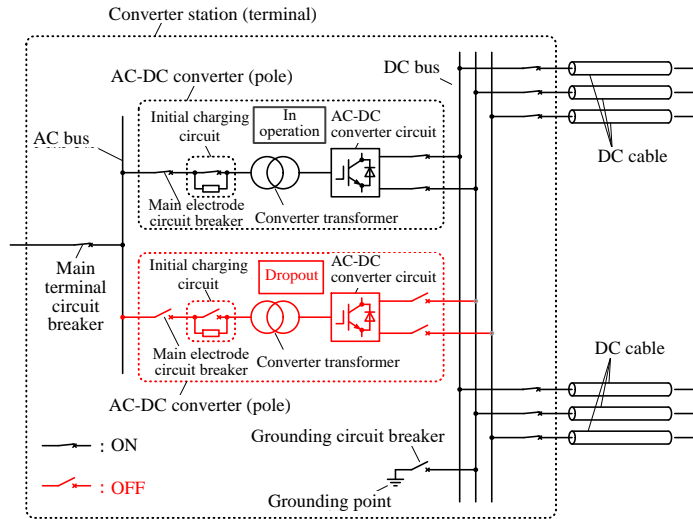 Converter station (terminal)
AC-DC converter (pole)
DC bus
Initial charging
circuit
In
operation
AC-DC
converter circuit
AC bus
DC cable
Main electrode
circuit breaker
Converter transformer
Main
terminal
circuit
breaker
Initial charging
circuit
Dropout
AC-DC
converter circuit
Main electrode
circuit breaker
Converter transformer
DC cable
AC-DC converter (pole)
: ON
Grounding circuit breaker
: OFF
Grounding point